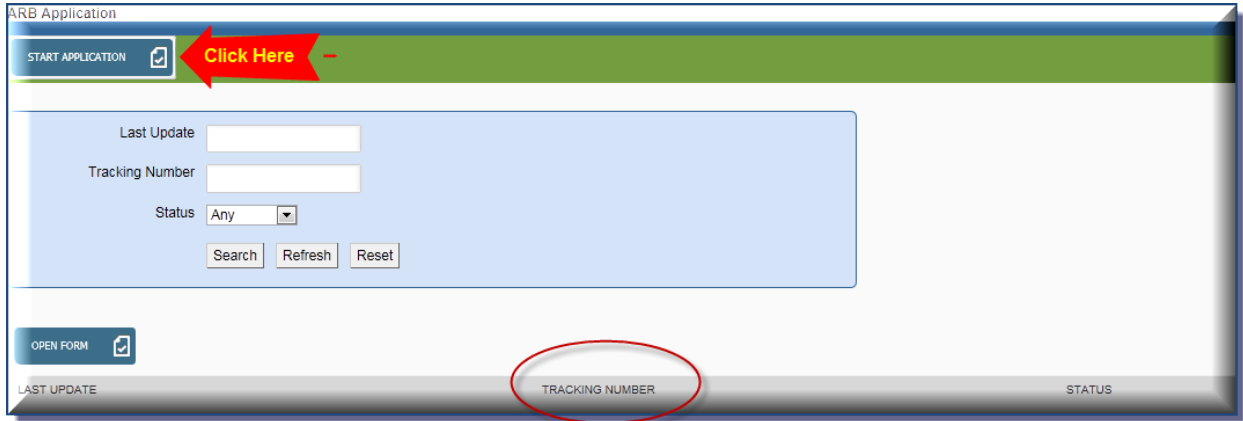 ARB Application
START APPLICATION Click Here –
Last Update
Tracking Number
Status Any
Search Refresh Reset
OPEN FORM
LAST UPDATE TRACKING NUMBER STATUS